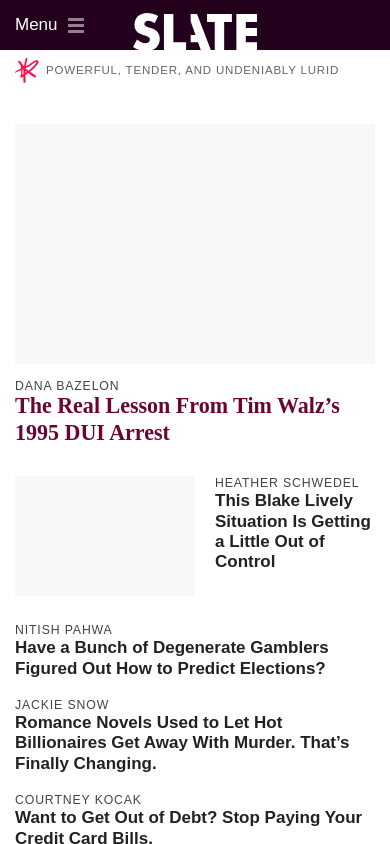 Menu
SLATE
POWERFUL, TENDER, AND UNDENIABLY LURID
DANA BAZELON
The Real Lesson From Tim Walz’s
1995 DUI Arrest
HEATHER SCHWEDEL
This Blake Lively
Situation Is Getting
a Little Out of
Control
NITISH PAHWA
Have a Bunch of Degenerate Gamblers
Figured Out How to Predict Elections?
JACKIE SNOW
Romance Novels Used to Let Hot
Billionaires Get Away With Murder. That’s
Finally Changing.
COURTNEY KOCAK
Want to Get Out of Debt? Stop Paying Your
Credit Card Bills.